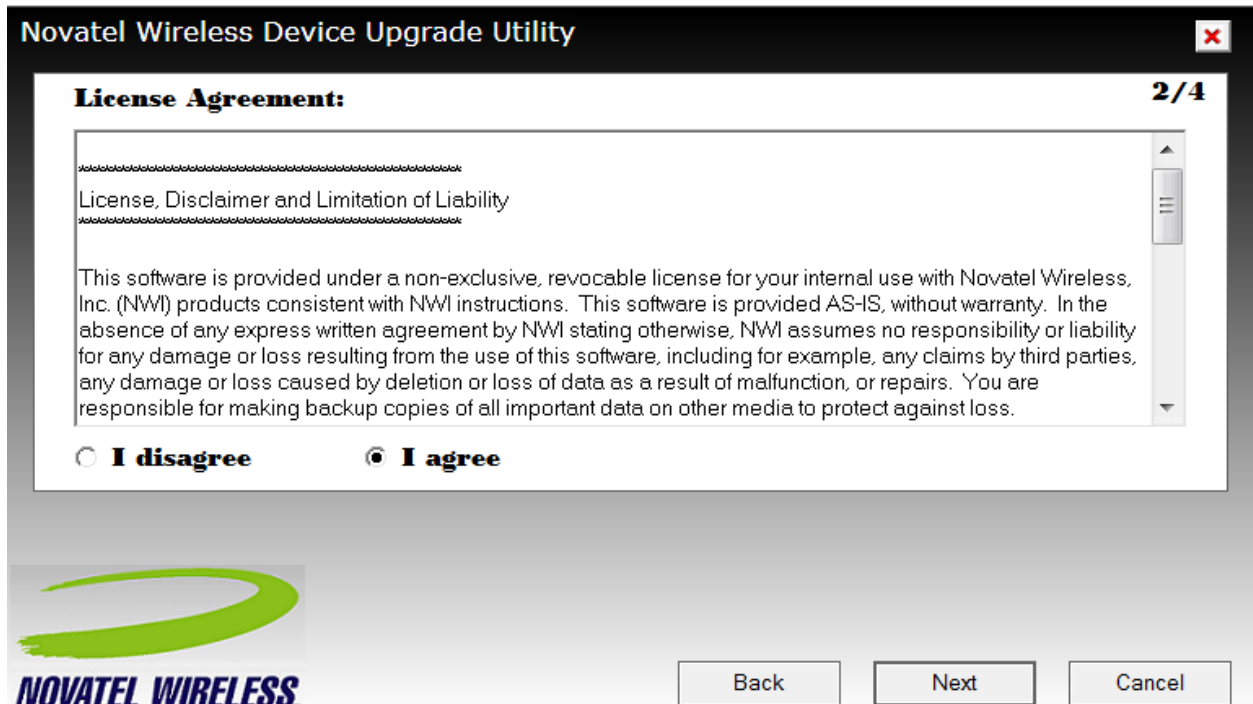 Novatel Wireless Device Upgrade Utility
License Agreement:
2/4
************************************************
License, Disclaimer and Limitation of Liability
************************************************
This software is provided under a non-exclusive, revocable license for your internal use with Novatel Wireless,
Inc. (NWI) products consistent with NWI instructions.  This software is provided AS-IS, without warranty.  In the
absence of any express written agreement by NWI stating otherwise, NWI assumes no responsibility or liability
for any damage or loss resulting from the use of this software, including for example, any claims by third parties,
any damage or loss caused by deletion or loss of data as a result of malfunction, or repairs.  You are
responsible for making backup copies of all important data on other media to protect against loss.
I disagree
I agree
NOVATEL WIRELESS
Back
Next
Cancel